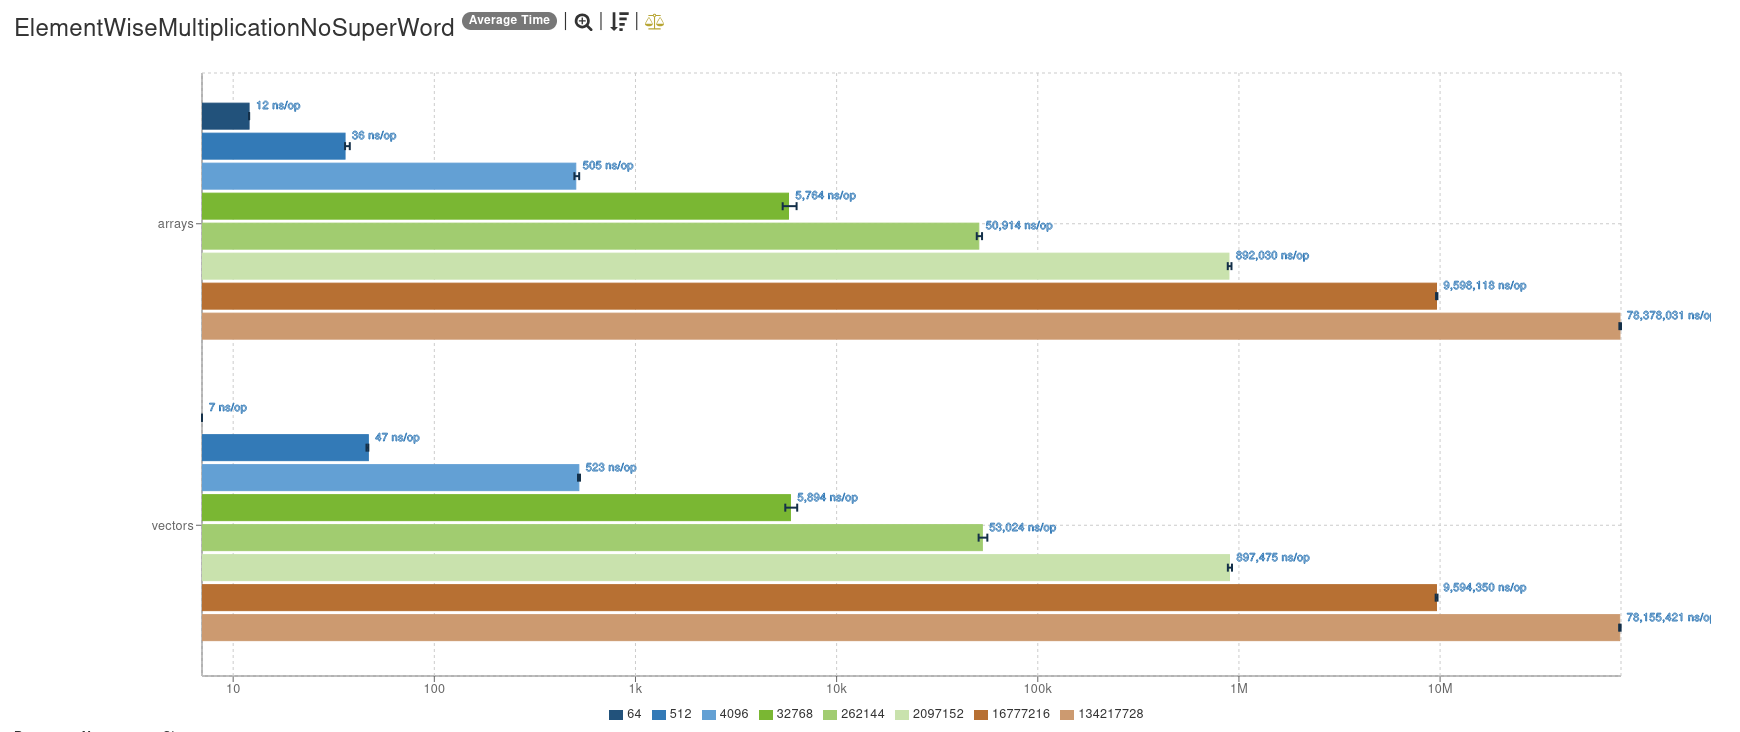 ElementWiseMultiplicationNoSuperWord Average Time
12 ns/op
36 ns/op
505 ns/op
5,764 ns/op
arrays
50,914 ns/op
892,030 ns/op
9,598,118 ns/op
78,378,031 ns/o
7 ns/op
47 ns/op
523 ns/op
5,894 ns/op
vectors
53,024 ns/op
897,475 ns/op
9,594,350 ns/op
78,155,421 ns/o
10 100 1k 10k 100k 1M 10M
64 512 4096 32768 262144 2097152 16777216 134217728